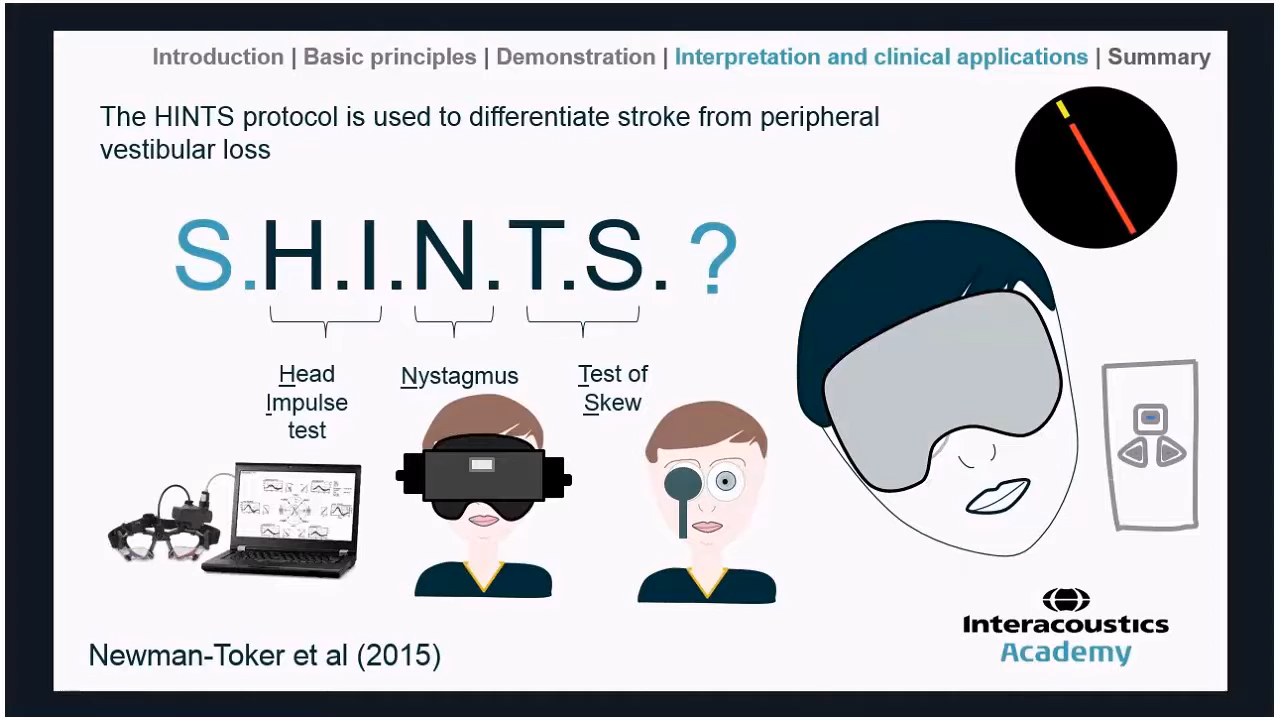 Introduction | Basic principles | Demonstration | Interpretation and clinical applications | Summary
The HINTS protocol is used to differentiate stroke from peripheral
vestibular loss
S.H.I.N.T.S. ?
Head
Impulse
test
Nystagmus
Test of
Skew
Newman-Toker et al (2015)
Interacoustics
Academy